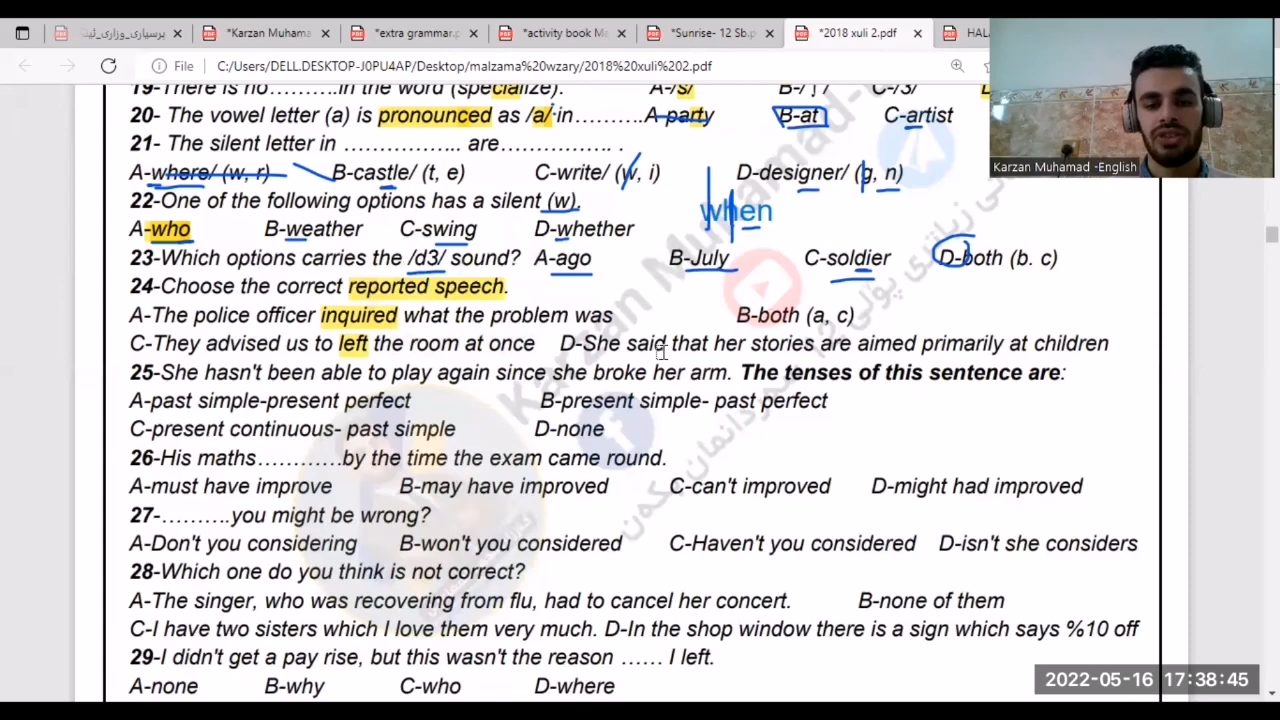 پرسیاری_وزاری_ئینگ
*Karzan Muhama
*extra grammar.p
*activity book Ma
*Sunrise- 12 Sb.p
*2018 xuli 2.pdf
HAL
File C:/Users/DELL.DESKTOP-J0PU4AP/Desktop/malzama%20wzary/2018%20xuli%202.pdf
19-There is no..........in the word (specialize). A-/s/ B-/ʃ/ C-/3/
20- The vowel letter (a) is pronounced as /a/ in.......... A-party B-at C-artist
21- The silent letter in ................ are................ .
A-where/ (w, r) B-castle/ (t, e) C-write/ (w, i) D-designer/ (g, n)
22-One of the following options has a silent (w). when
A-who B-weather C-swing D-whether
23-Which options carries the /d3/ sound? A-ago B-July C-soldier D-both (b. c)
24-Choose the correct reported speech.
A-The police officer inquired what the problem was B-both (a, c)
C-They advised us to left the room at once D-She said that her stories are aimed primarily at children
25-She hasn't been able to play again since she broke her arm. The tenses of this sentence are:
A-past simple-present perfect B-present simple- past perfect
C-present continuous- past simple D-none
26-His maths............by the time the exam came round.
A-must have improve B-may have improved C-can't improved D-might had improved
27-..........you might be wrong?
A-Don't you considering B-won't you considered C-Haven't you considered D-isn't she considers
28-Which one do you think is not correct?
A-The singer, who was recovering from flu, had to cancel her concert. B-none of them
C-I have two sisters which I love them very much. D-In the shop window there is a sign which says %10 off
29-I didn't get a pay rise, but this wasn't the reason ...... I left.
A-none B-why C-who D-where
Karzan Muhamad -English
2022-05-16 17:38:45